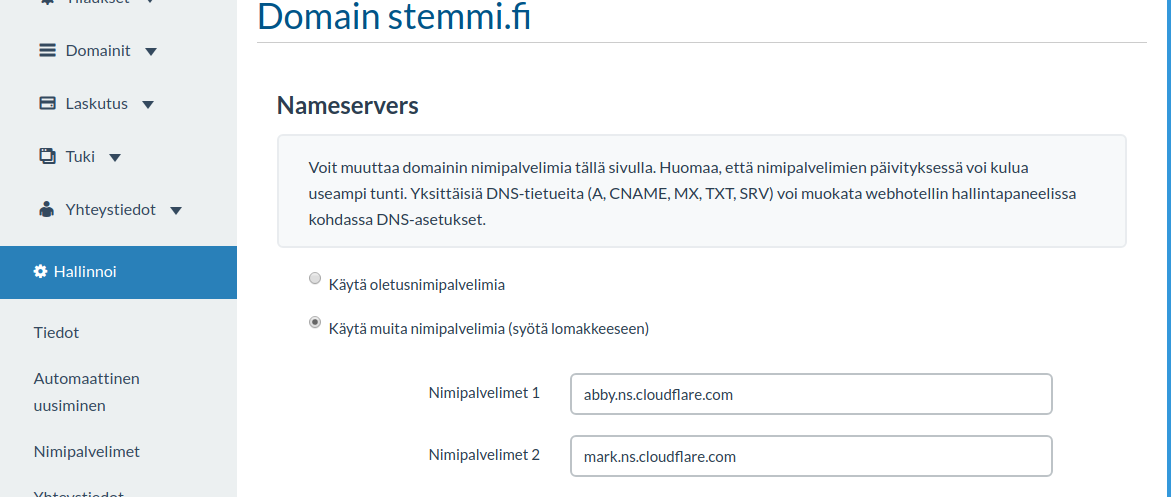 Domain stemmi.fi
Domainit
Laskutus
Tuki
Yhteystiedot
Hallinnoi
Tiedot
Automaattinen
uusiminen
Nimipalvelimet
Nameservers
Voit muuttaa domainin nimipalvelimia tällä sivulla. Huomaa, että nimipalvelimien päivityksessä voi kulua
useampi tunti. Yksittäisiä DNS-tietueita (A, CNAME, MX, TXT, SRV) voi muokata webhotellin hallintapaneelissa
kohdassa DNS-asetukset.
Käytä oletusnimipalvelimia
Käytä muita nimipalvelimia (syötä lomakkeeseen)
Nimipalvelimet 1 abby.ns.cloudflare.com
Nimipalvelimet 2 mark.ns.cloudflare.com